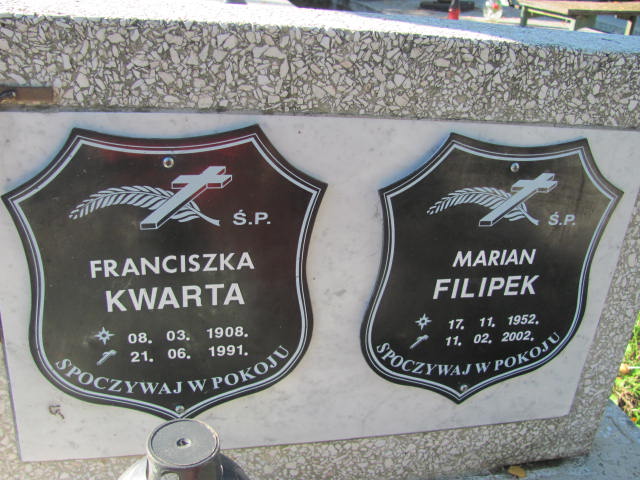 Ś.P.
FRANCISZKA
KWARTA
08. 03. 1908.
21. 06. 1991.
SPOCZYWAJ W POKOJU
Ś.P.
MARIAN
FILIPEK
17. 11. 1952.
11. 02. 2002.
SPOCZYWAJ W POKOJU